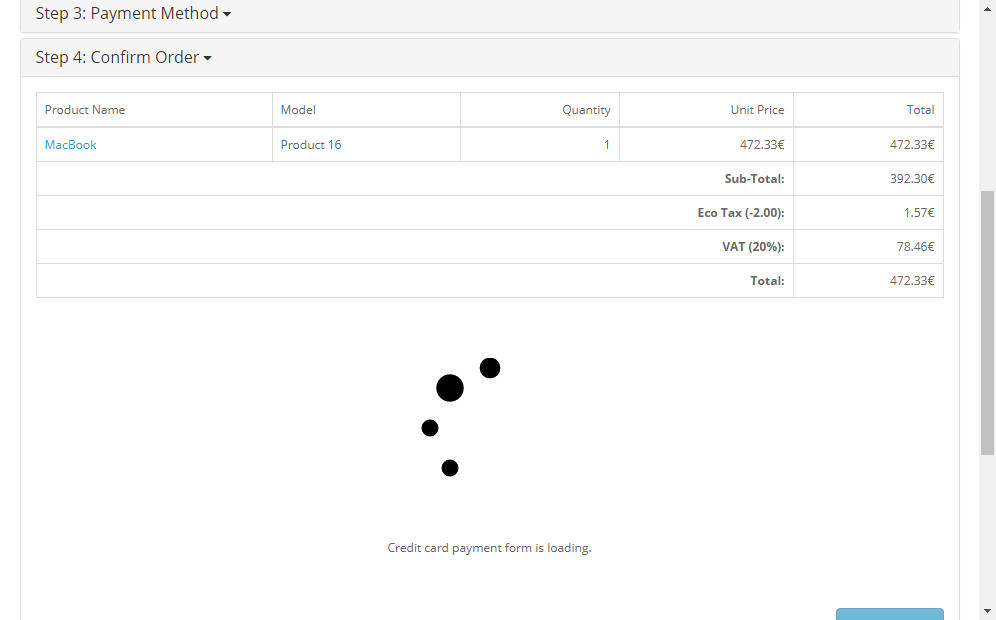 Step 3: Payment Method
Step 4: Confirm Order
Product Name Model Quantity Unit Price Total
MacBook Product 16 1 472.33€ 472.33€
Sub-Total: 392.30€
Eco Tax (-2.00): 1.57€
VAT (20%): 78.46€
Total: 472.33€
Credit card payment form is loading.